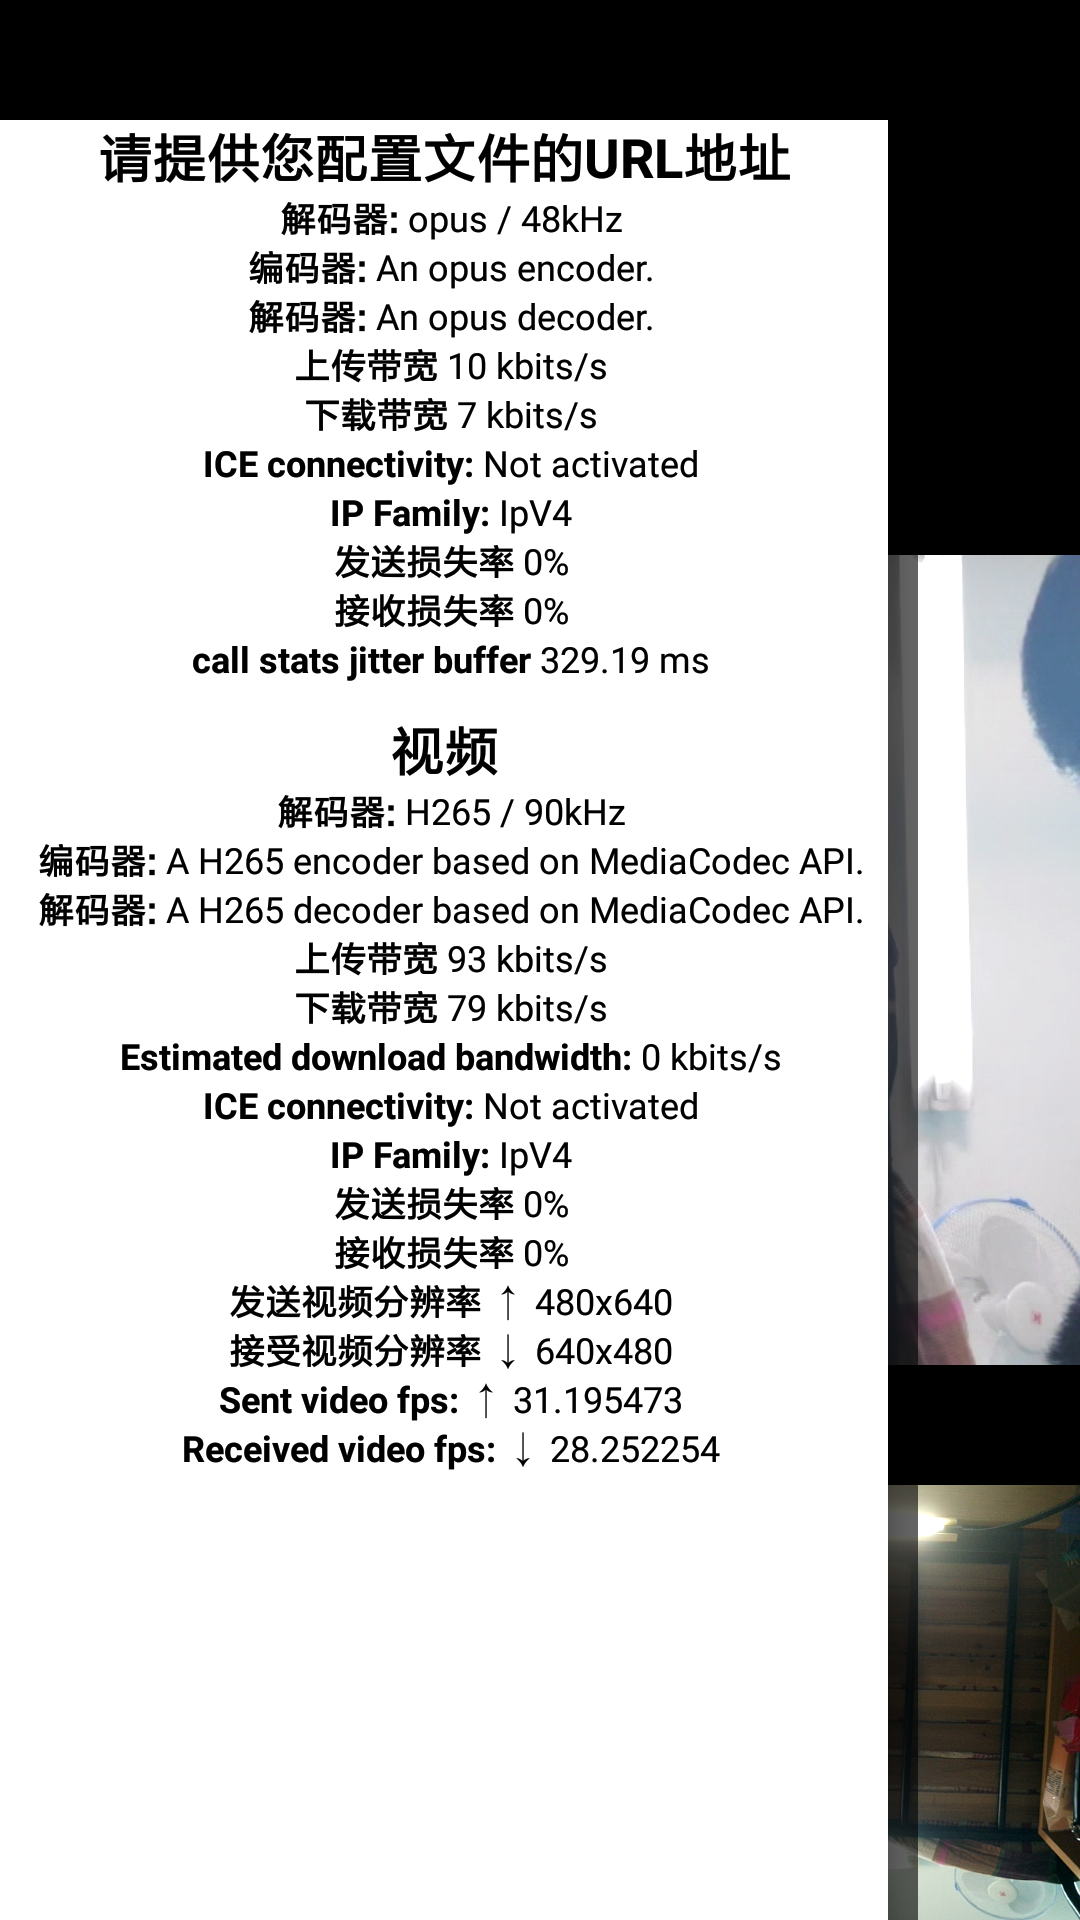 请提供您配置文件的URL地址
解码器: opus / 48kHz
编码器: An opus encoder.
解码器: An opus decoder.
上传带宽 10 kbits/s
下载带宽 7 kbits/s
ICE connectivity: Not activated
IP Family: IpV4
发送损失率 0%
接收损失率 0%
call stats jitter buffer 329.19 ms
视频
解码器: H265 / 90kHz
编码器: A H265 encoder based on MediaCodec API.
解码器: A H265 decoder based on MediaCodec API.
上传带宽 93 kbits/s
下载带宽 79 kbits/s
Estimated download bandwidth: 0 kbits/s
ICE connectivity: Not activated
IP Family: IpV4
发送损失率 0%
接收损失率 0%
发送视频分辨率 ↑ 480x640
接受视频分辨率 ↓ 640x480
Sent video fps: ↑ 31.195473
Received video fps: ↓ 28.252254